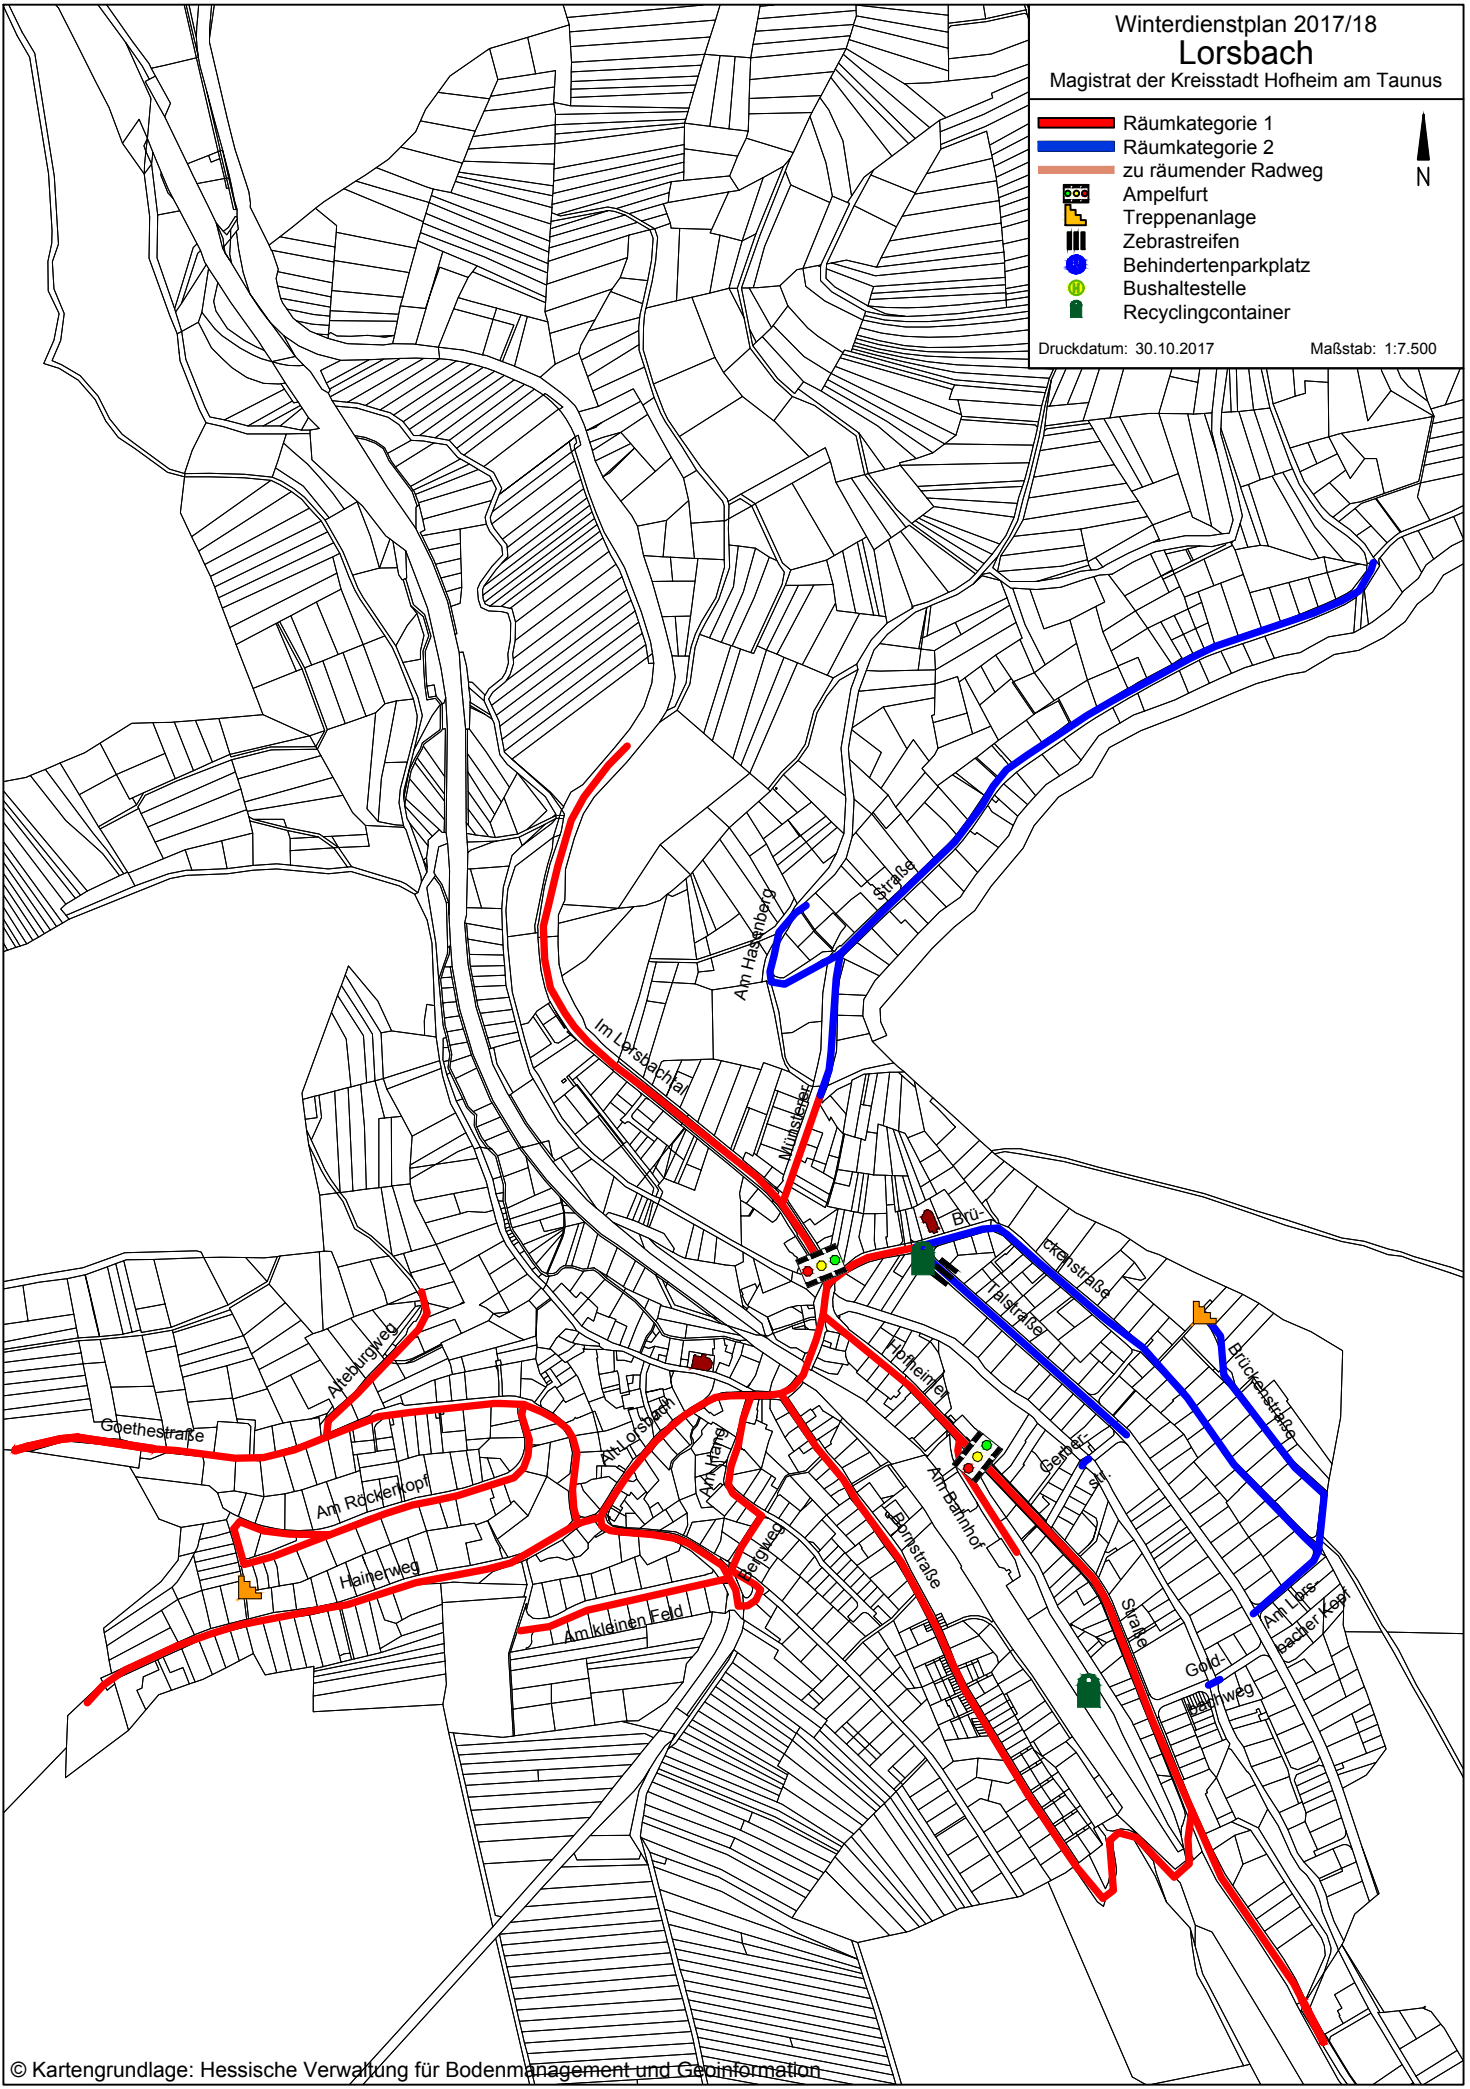 Winterdienstplan 2017/18
Lorsbach
Magistrat der Kreisstadt Hofheim am Taunus
Räumkategorie 1
Räumkategorie 2
zu räumender Radweg
N
Ampelfurt
Treppenanlage
Zebrastreifen
Behindertenparkplatz
H
Bushaltestelle
Recyclingcontainer
Druckdatum: 30.10.2017 Maßstab: 1:7.500
Straße
Am Hasenberg
Im Lorsbachtal
Münsterer
Brü-
ckenstraße
Talstraße
Brückenstraße
Hofheimer
Alteburgweg
Goethestraße
Alt Lorsbach
Am Hang
Gerber-
str.
Am Bahnhof
Am Röckerkopf
Bornstraße
Bergweg
Hainerweg
Am kleinen Feld
Straße
Am Lors-
bacher Kopf
Gold-
bachweg
© Kartengrundlage: Hessische Verwaltung für Bodenmanagement und Geoinformation